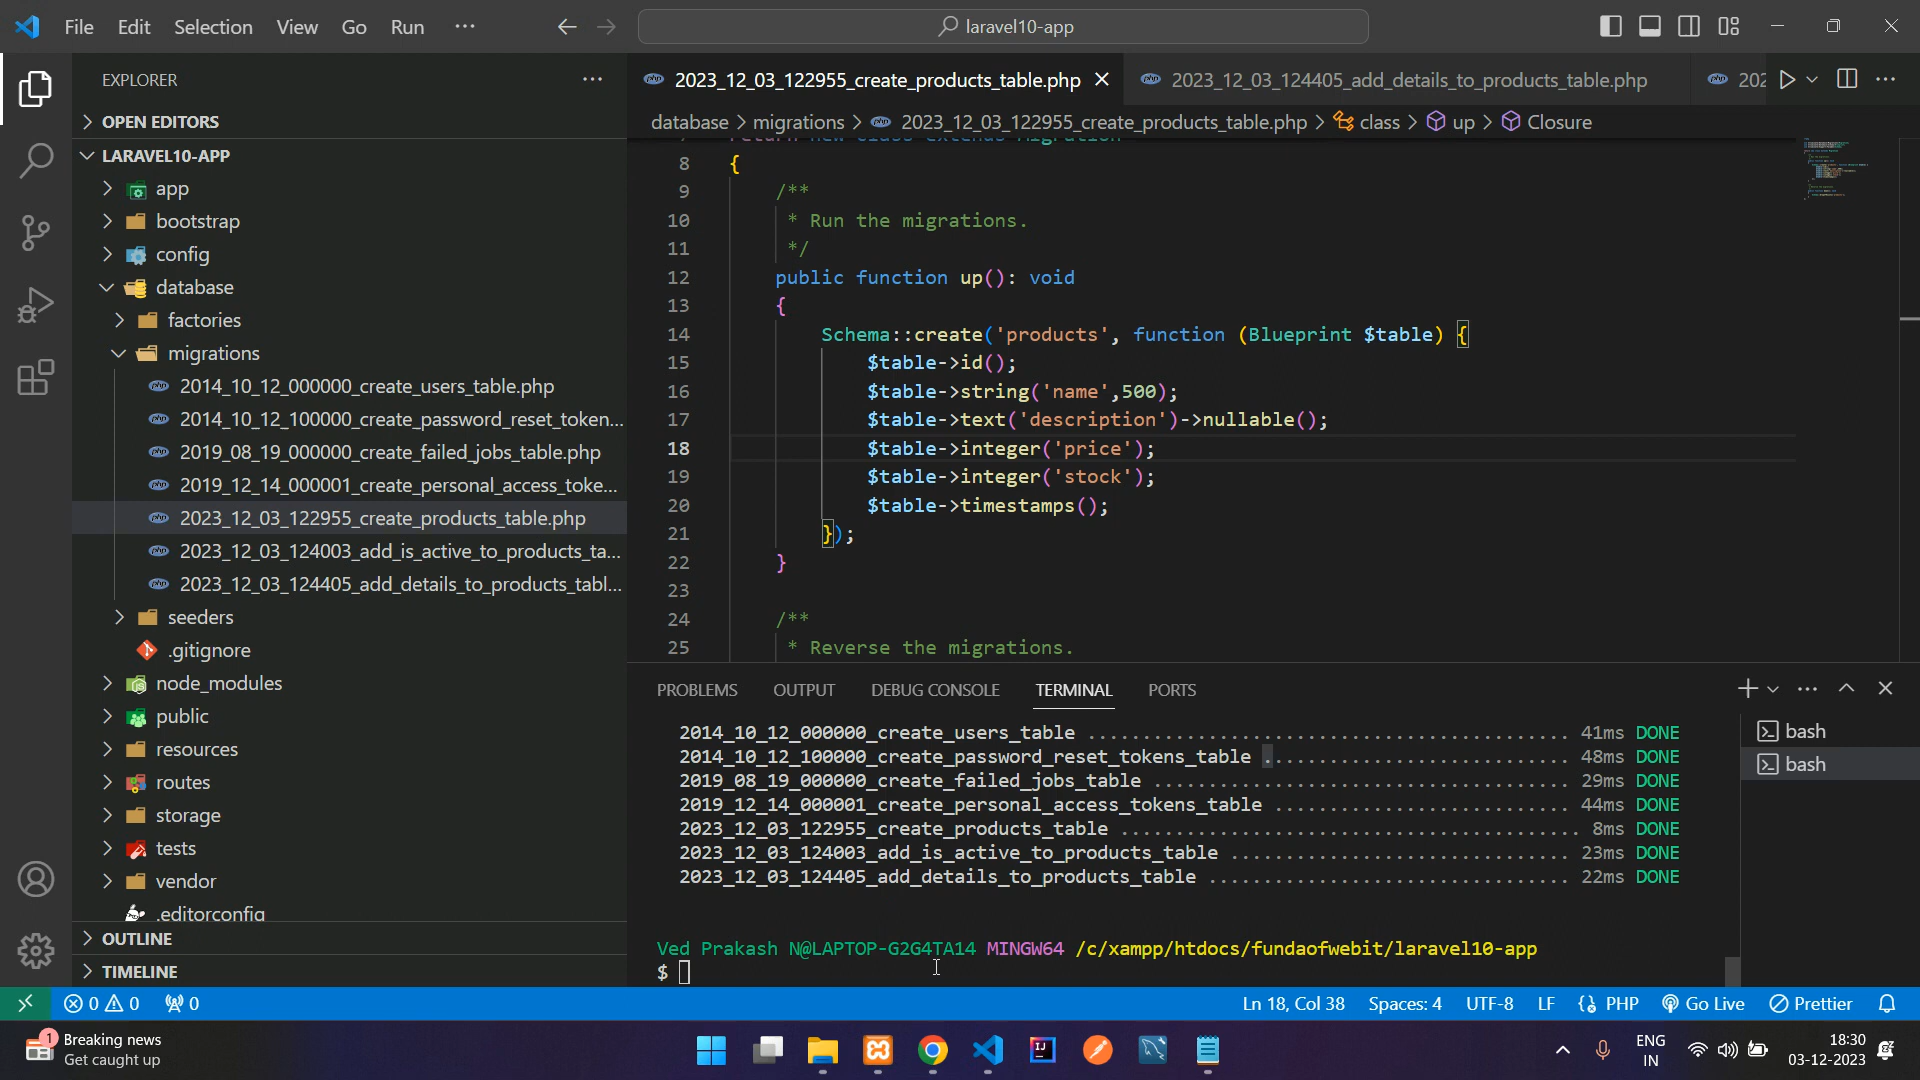 File Edit Selection View Go Run ··· laravel10-app
EXPLORER ···
OPEN EDITORS
LARAVEL10-APP
app
bootstrap
config
database
factories
migrations
2014_10_12_000000_create_users_table.php
2014_10_12_100000_create_password_reset_token...
2019_08_19_000000_create_failed_jobs_table.php
2019_12_14_000001_create_personal_access_toke...
2023_12_03_122955_create_products_table.php
2023_12_03_124003_add_is_active_to_products_ta...
2023_12_03_124405_add_details_to_products_tabl...
seeders
.gitignore
node_modules
public
resources
routes
storage
tests
vendor
.editorconfig
OUTLINE
TIMELINE
2023_12_03_122955_create_products_table.php 2023_12_03_124405_add_details_to_products_table.php 202
database > migrations > 2023_12_03_122955_create_products_table.php > class > up > Closure
return new class extends Migration
8 {
9 /**
10 * Run the migrations.
11 */
12 public function up(): void
13 {
14 Schema::create('products', function (Blueprint $table) {
15 $table->id();
16 $table->string('name',500);
17 $table->text('description')->nullable();
18 $table->integer('price');
19 $table->integer('stock');
20 $table->timestamps();
21 });
22 }
23
24 /**
25 * Reverse the migrations.
PROBLEMS OUTPUT DEBUG CONSOLE TERMINAL PORTS
2014_10_12_000000_create_users_table .......................................... 41ms DONE
2014_10_12_100000_create_password_reset_tokens_table ........................... 48ms DONE
2019_08_19_000000_create_failed_jobs_table .................................... 29ms DONE
2019_12_14_000001_create_personal_access_tokens_table .......................... 44ms DONE
2023_12_03_122955_create_products_table ........................................ 8ms DONE
2023_12_03_124003_add_is_active_to_products_table .............................. 23ms DONE
2023_12_03_124405_add_details_to_products_table ............................... 22ms DONE
Ved Prakash N@LAPTOP-G2G4TA14 MINGW64 /c/xampp/htdocs/fundaofwebit/laravel10-app
$
bash
bash
0 0 0 Ln 18, Col 38 Spaces: 4 UTF-8 LF PHP Go Live Prettier
1 Breaking news
Get caught up
ENG
IN
18:30
03-12-2023